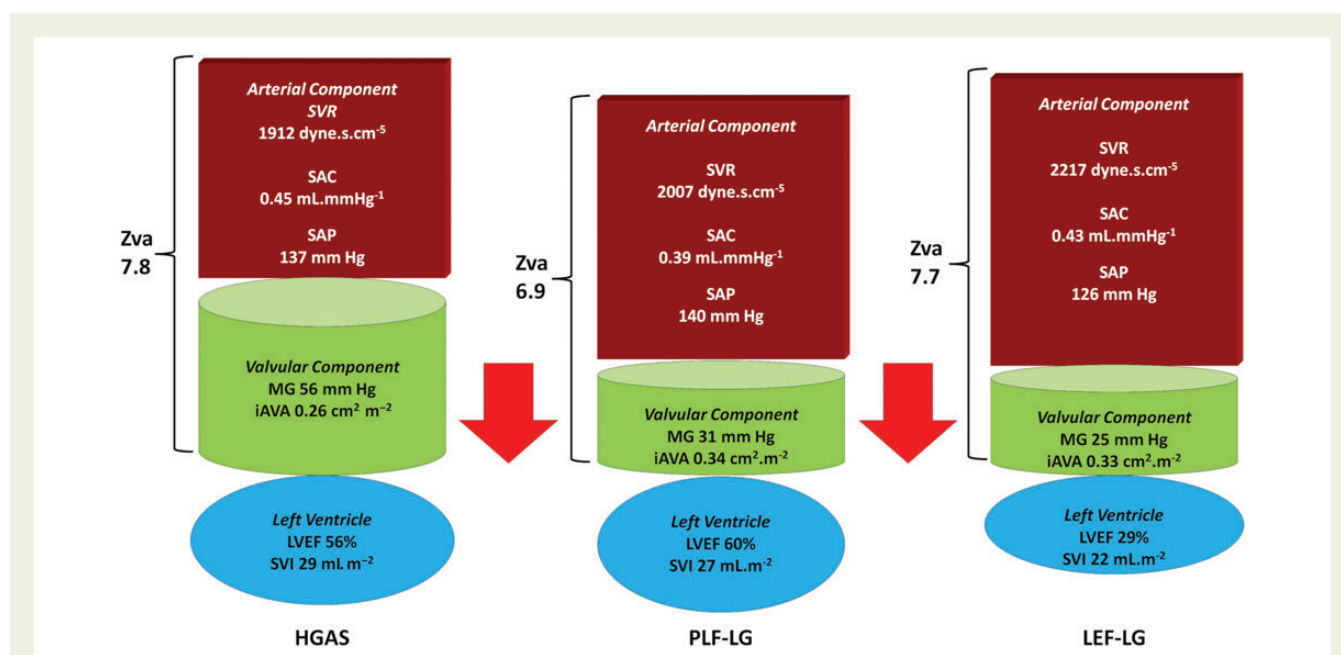 Zva
7.8
Arterial Component
SVR
1912 dyne.s.cm⁻⁵
SAC
0.45 mL.mmHg⁻¹
SAP
137 mm Hg
Valvular Component
MG 56 mm Hg
iAVA 0.26 cm² m⁻²
Left Ventricle
LVEF 56%
SVI 29 mL.m⁻²
HGAS
Zva
6.9
Arterial Component
SVR
2007 dyne.s.cm⁻⁵
SAC
0.39 mL.mmHg⁻¹
SAP
140 mm Hg
Valvular Component
MG 31 mm Hg
iAVA 0.34 cm².m⁻²
Left Ventricle
LVEF 60%
SVI 27 mL.m⁻²
PLF-LG
Zva
7.7
Arterial Component
SVR
2217 dyne.s.cm⁻⁵
SAC
0.43 mL.mmHg⁻¹
SAP
126 mm Hg
Valvular Component
MG 25 mm Hg
iAVA 0.33 cm².m⁻²
Left Ventricle
LVEF 29%
SVI 22 mL.m⁻²
LEF-LG